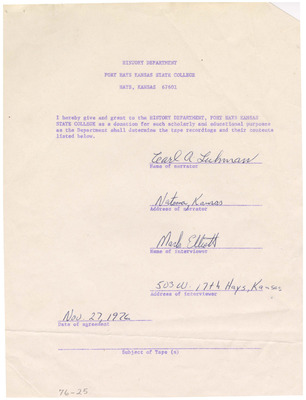 HISTORY DEPARTMENT
FORT HAYS KANSAS STATE COLLEGE
HAYS, KANSAS 67601
I hereby give and grant to the HISTORY DEPARTMENT, FORT HAYS KANSAS
STATE COLLEGE as a donation for such scholarly and educational purposes
as the Department shall determine the tape recordings and their contents
listed below.
Earl A Luhman
Name of narrator
Natoma, Kansas
Address of narrator
Mark Elliott
Name of interviewer
503 W 17th Hays, Kansas
Address of interviewer
Nov. 27, 1976
Date of agreement
Subject of Tape (s)
76-25